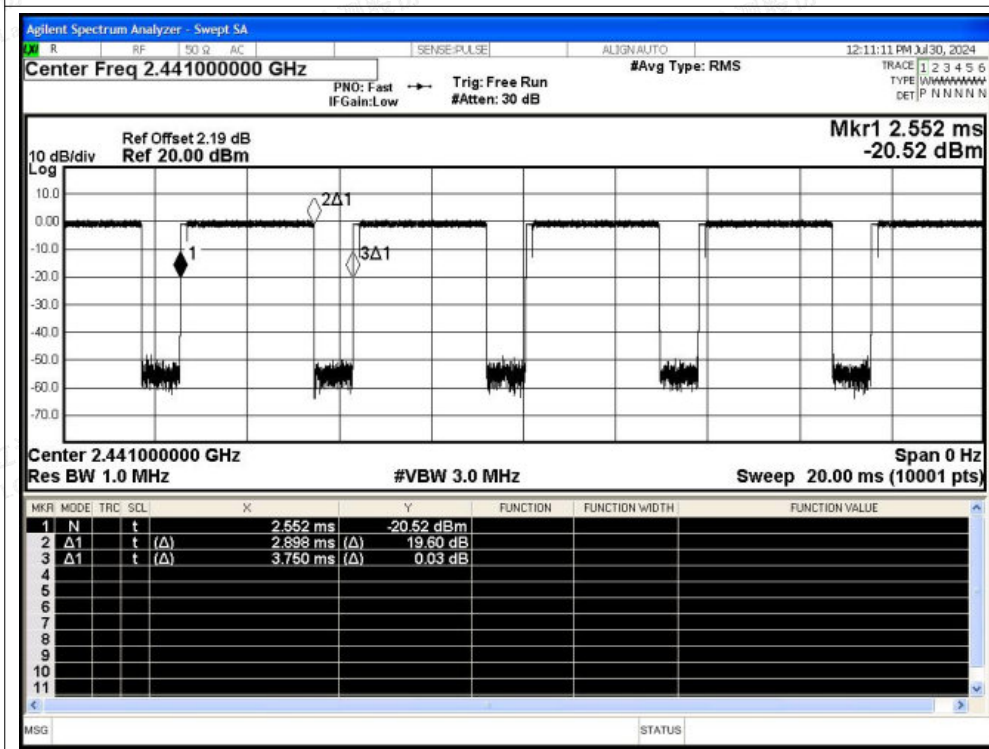 Agilent Spectrum Analyzer - Swept SA
R RF 50 Ω AC SENSE:PULSE ALIGN AUTO 12:11:11 PM Jul 30, 2024
Center Freq 2.441000000 GHz
PNO: Fast
IFGain:Low
Trig: Free Run
#Atten: 30 dB
#Avg Type: RMS
TRACE 1 2 3 4 5 6
TYPE WWWWWW
DET P N N N N N
Mkr1 2.552 ms
-20.52 dBm
Ref Offset 2.19 dB
10 dB/div Ref 20.00 dBm
Log
10.0
0.00
-10.0
-20.0
-30.0
-40.0
-50.0
-60.0
-70.0
2Δ1
1
3Δ1
Center 2.441000000 GHz Span 0 Hz
Res BW 1.0 MHz #VBW 3.0 MHz Sweep 20.00 ms (10001 pts)
MKR MODE TRC SCL X Y FUNCTION FUNCTION WIDTH FUNCTION VALUE
1 N t 2.552 ms -20.52 dBm
2 Δ1 t (Δ) 2.898 ms (Δ) 19.60 dB
3 Δ1 t (Δ) 3.750 ms (Δ) 0.03 dB
4
5
6
7
8
9
10
11
MSG STATUS